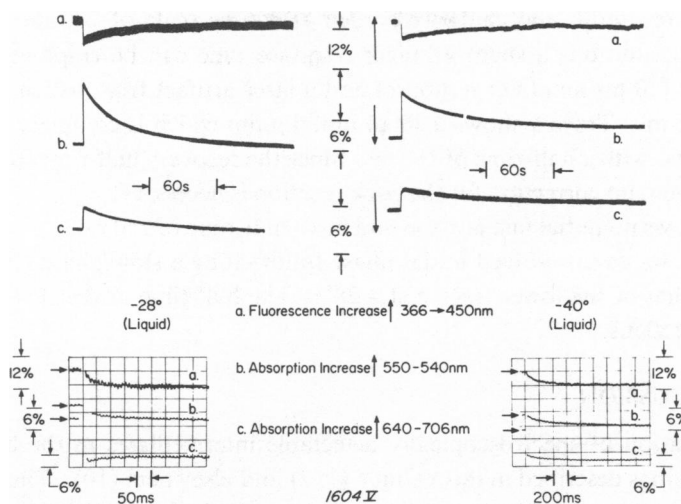 a.
12%
a.
6%
b.
b.
60s
60s
c.
6%
c.
-28°
(Liquid)
a. Fluorescence Increase 366→450nm
-40°
(Liquid)
12%
a.
b. Absorption Increase 550-540nm
a.
12%
6%
b.
b.
6%
c. Absorption Increase 640-706nm
c.
c.
6%
50ms
1604 V
200ms
6%